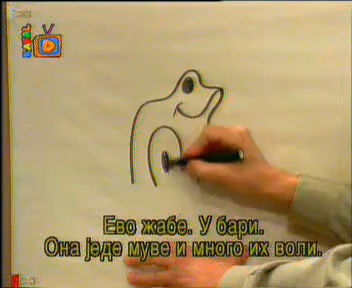 Ево жабе. У бари.
Она једе муве и много их воли.